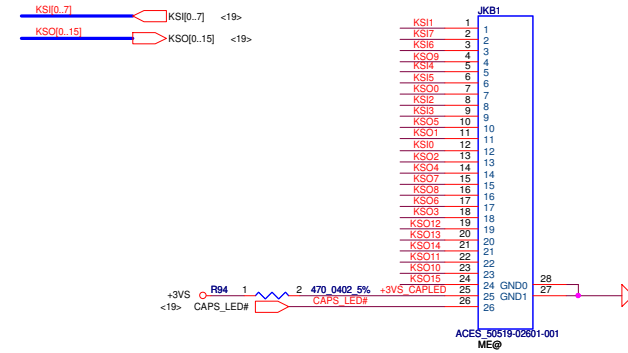 KSI[0..7] KSI[0..7] <19>
KSO[0..15] KSO[0..15] <19>
JKB1
KSI1 1 1
KSI7 2 2
KSI6 3 3
KSO9 4 4
KSI4 5 5
KSI5 6 6
KSO0 7 7
KSI2 8 8
KSI3 9 9
KSO5 10 10
KSO1 11 11
KSI0 12 12
KSO2 13 13
KSO4 14 14
KSO7 15 15
KSO8 16 16
KSO6 17 17
KSO3 18 18
KSO12 19 19
KSO13 20 20
KSO14 21 21
KSO11 22 22
KSO10 23 23
KSO15 24 24 GND0 28
+3VS R94 1 2 470_0402_5% +3VS_CAPLED 25 25 GND1 27
<19> CAPS_LED# CAPS_LED# 26 26
ACES_50519-02601-001
ME@